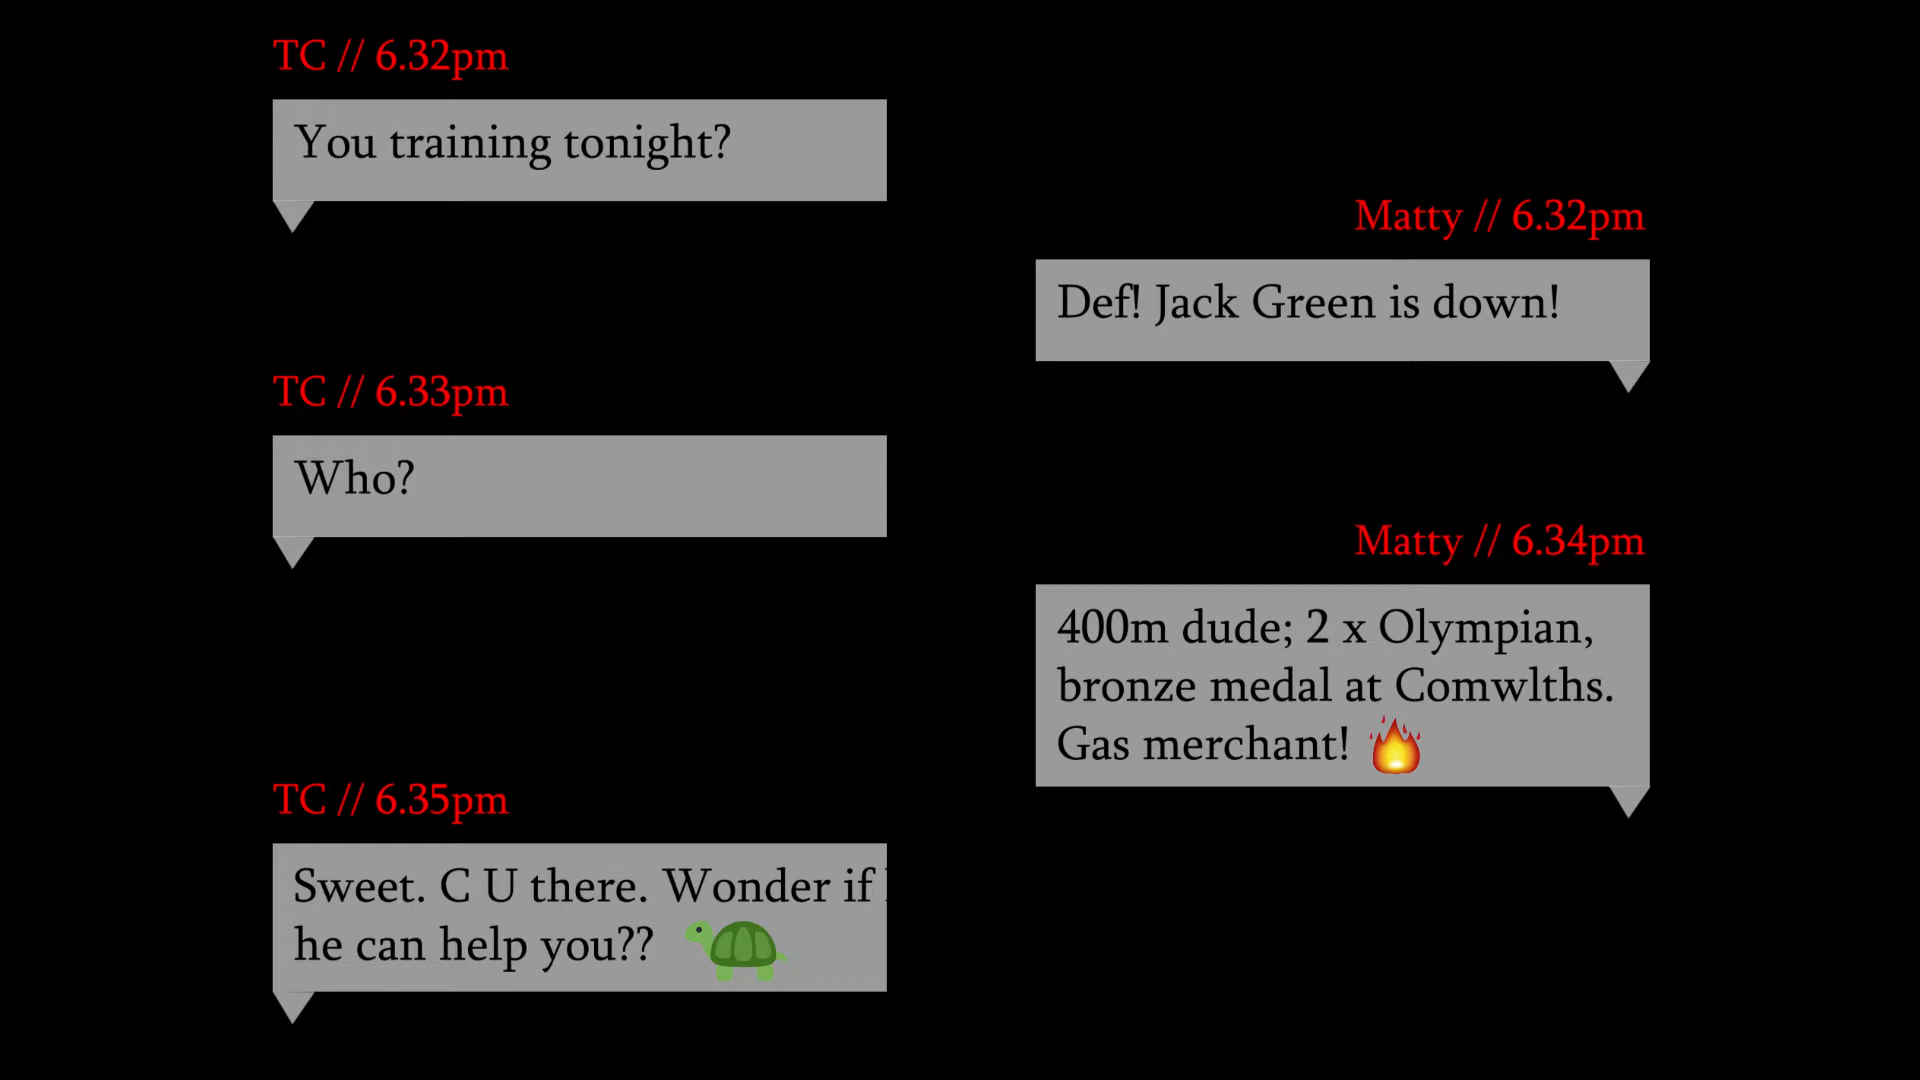 TC // 6.32pm
You training tonight?
Matty // 6.32pm
Def! Jack Green is down!
TC // 6.33pm
Who?
Matty // 6.34pm
400m dude; 2 x Olympian,
bronze medal at Comwlths.
Gas merchant! 🔥
TC // 6.35pm
Sweet. C U there. Wonder if
he can help you?? 🐢